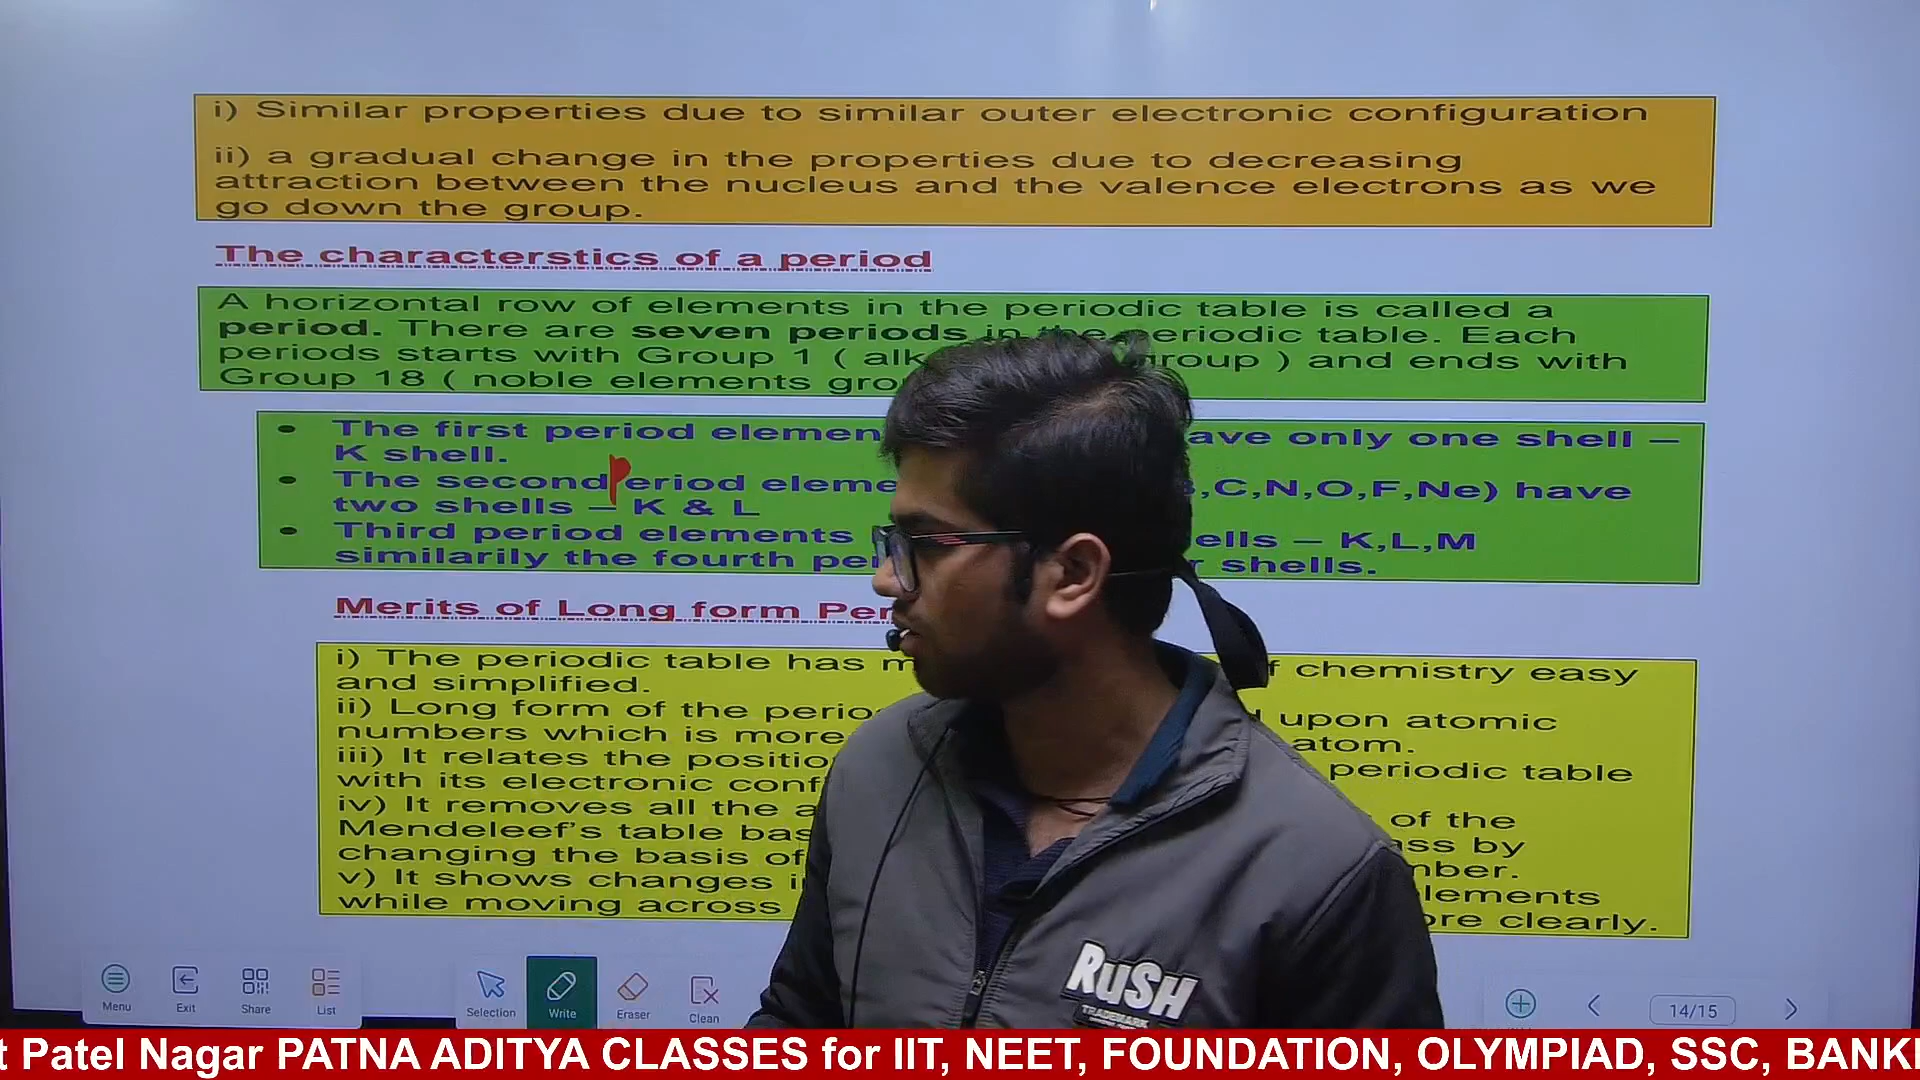 i) Similar properties due to similar outer electronic configuration
ii) a gradual change in the properties due to decreasing
attraction between the nucleus and the valence electrons as we
go down the group.
The characterstics of a period
A horizontal row of elements in the periodic table is called a
period. There are seven periods in the periodic table. Each
periods starts with Group 1 ( alk roup ) and ends with
Group 18 ( noble elements gro
The first period elemen ave only one shell –
K shell.
The second period eleme ,C,N,O,F,Ne) have
two shells – K & L
Third period elements ells – K,L,M
similarily the fourth pe shells.
Merits of Long form Per
i) The periodic table has m f chemistry easy
and simplified.
ii) Long form of the perio upon atomic
numbers which is more atom.
iii) It relates the positio periodic table
with its electronic conf
iv) It removes all the a of the
Mendeleef's table bas ass by
changing the basis of mber.
v) It shows changes i lements
while moving across ore clearly.
Menu Exit Share List Selection Write Eraser Clean 14/15
RUSH
TRADEMARK
t Patel Nagar PATNA ADITYA CLASSES for IIT, NEET, FOUNDATION, OLYMPIAD, SSC, BANKI